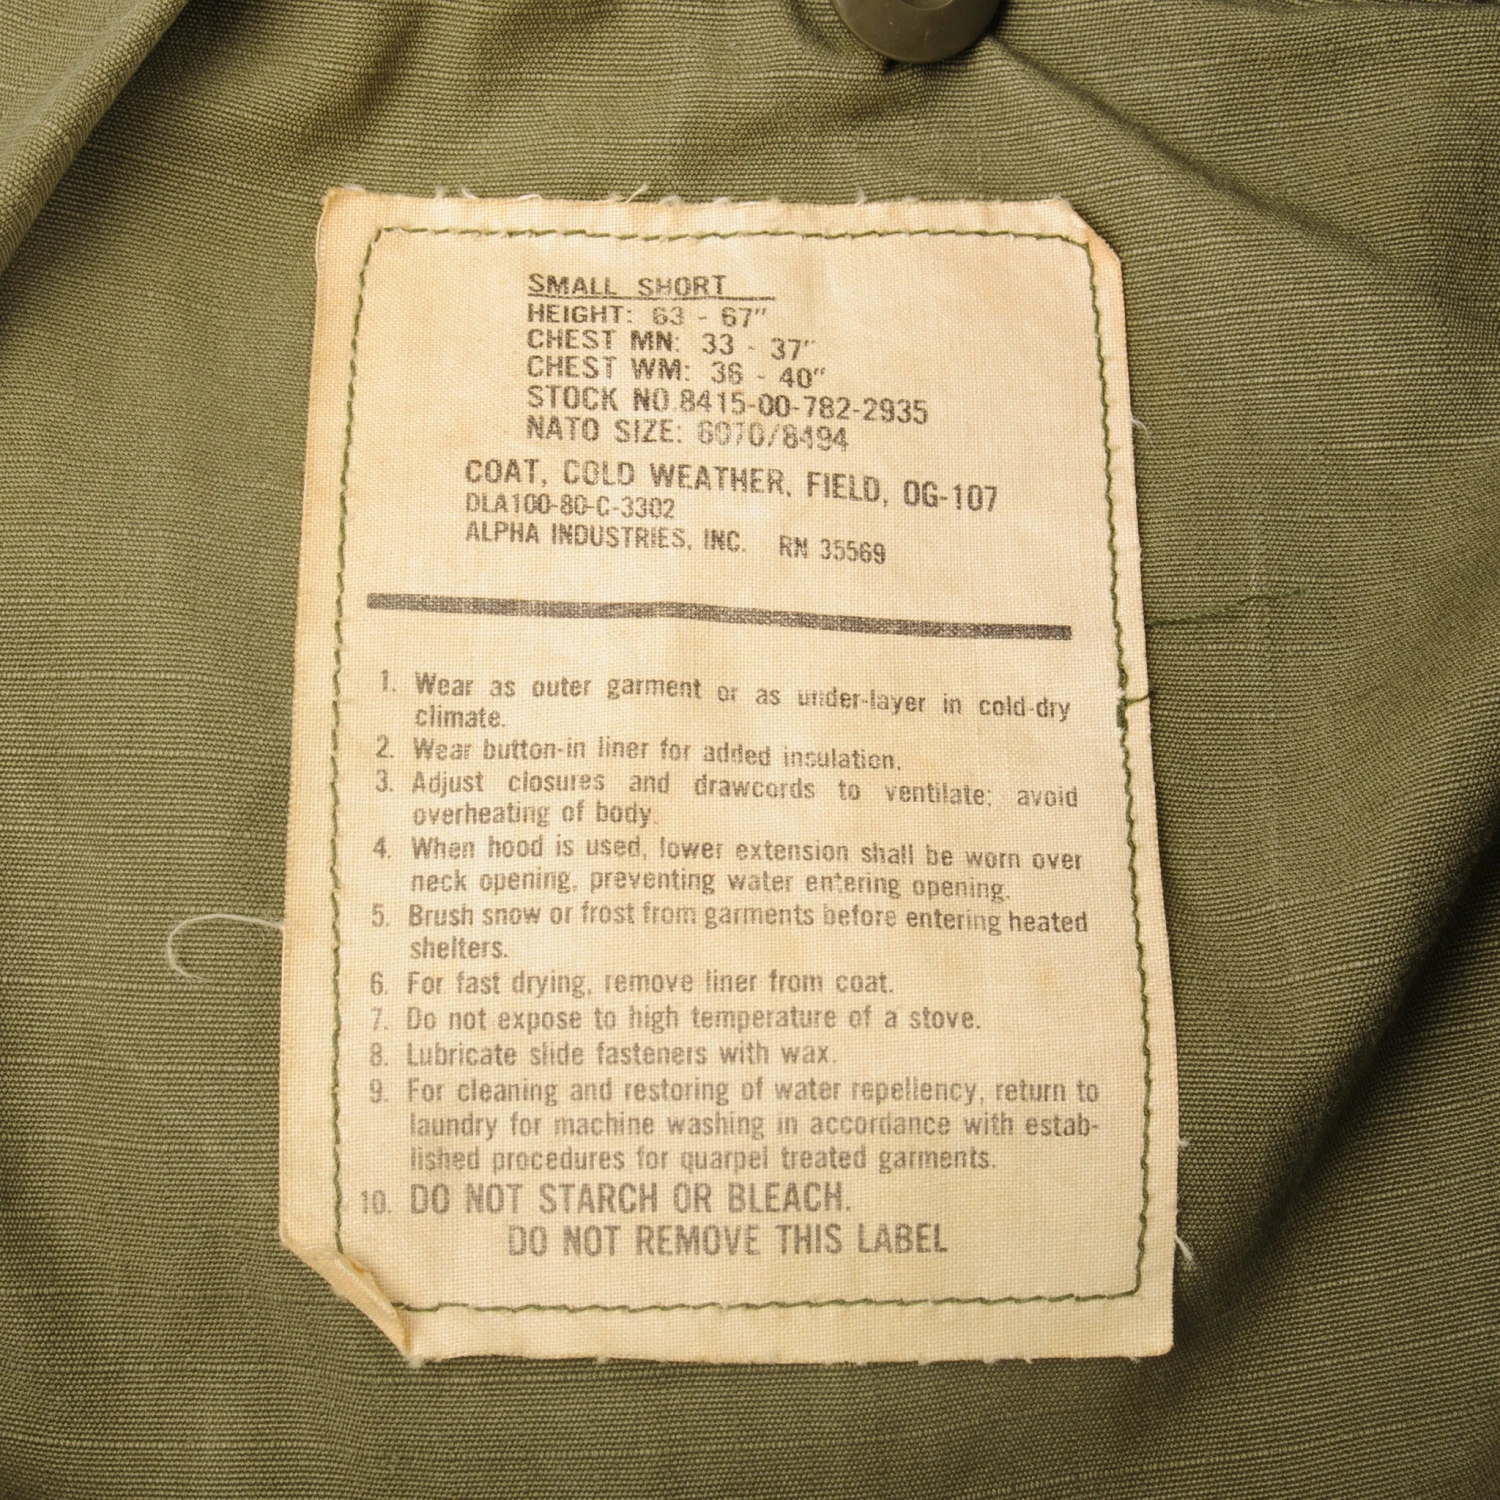 SMALL SHORT
HEIGHT: 63 - 67"
CHEST MN: 33 - 37"
CHEST WM: 36 - 40"
STOCK NO.8415-00-782-2935
NATO SIZE: 6070/8494
COAT, COLD WEATHER, FIELD, OG-107
DLA100-80-C-3302
ALPHA INDUSTRIES, INC. RN 35569
1. Wear as outer garment or as under-layer in cold-dry
climate.
2. Wear button-in liner for added insulation.
3. Adjust closures and drawcords to ventilate; avoid
overheating of body.
4. When hood is used, lower extension shall be worn over
neck opening, preventing water entering opening.
5. Brush snow or frost from garments before entering heated
shelters.
6. For fast drying, remove liner from coat.
7. Do not expose to high temperature of a stove.
8. Lubricate slide fasteners with wax.
9. For cleaning and restoring of water repellency, return to
laundry for machine washing in accordance with estab-
lished procedures for quarpel treated garments.
10. DO NOT STARCH OR BLEACH.
DO NOT REMOVE THIS LABEL